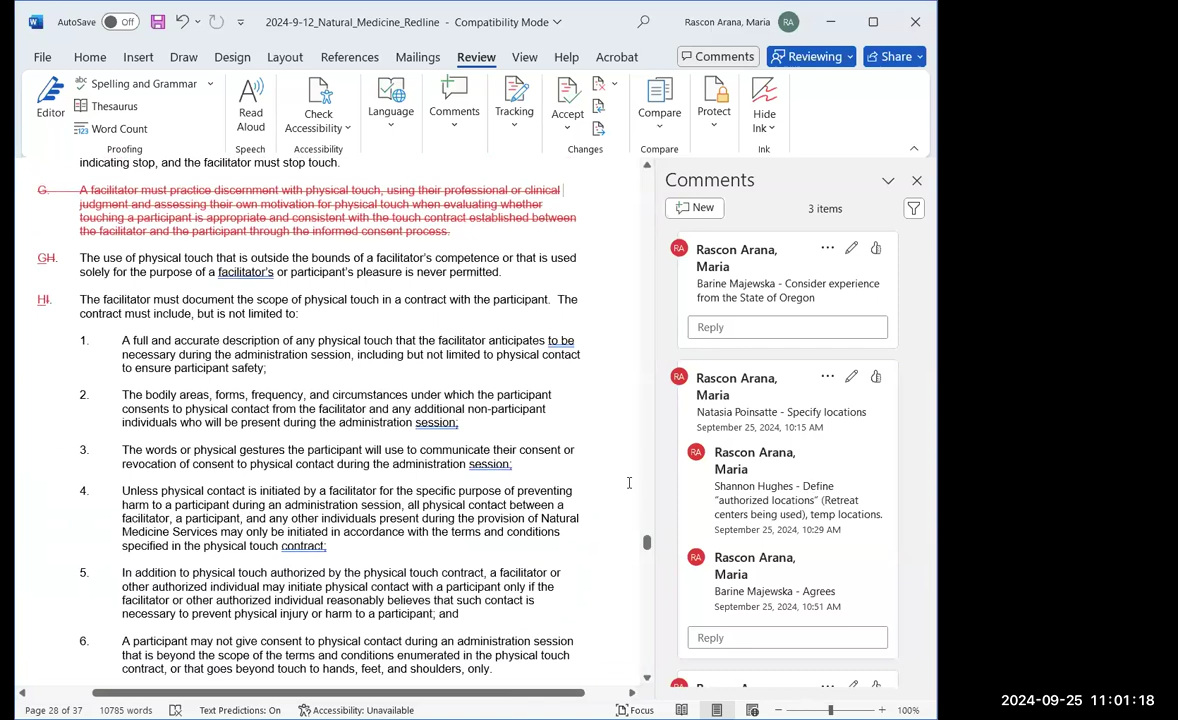 AutoSave Off 2024-9-12_Natural_Medicine_Redline - Compatibility Mode Rascon Arana, Maria RA
File Home Insert Draw Design Layout References Mailings Review View Help Acrobat Comments Reviewing Share
Editor
abc Spelling and Grammar
Thesaurus
123 Word Count
Proofing
Read Aloud
Speech
Check Accessibility
Accessibility
Language
Comments
Tracking
Accept
Changes
Compare
Compare
Protect
Hide Ink
Ink
indicating stop, and the facilitator must stop touch.
G. A facilitator must practice discernment with physical touch, using their professional or clinical
judgment and assessing their own motivation for physical touch when evaluating whether
touching a participant is appropriate and consistent with the touch contract established between
the facilitator and the participant through the informed consent process.
GH. The use of physical touch that is outside the bounds of a facilitator's competence or that is used
solely for the purpose of a facilitator's or participant's pleasure is never permitted.
HI. The facilitator must document the scope of physical touch in a contract with the participant. The
contract must include, but is not limited to:
1. A full and accurate description of any physical touch that the facilitator anticipates to be
necessary during the administration session, including but not limited to physical contact
to ensure participant safety;
2. The bodily areas, forms, frequency, and circumstances under which the participant
consents to physical contact from the facilitator and any additional non-participant
individuals who will be present during the administration session;
3. The words or physical gestures the participant will use to communicate their consent or
revocation of consent to physical contact during the administration session;
4. Unless physical contact is initiated by a facilitator for the specific purpose of preventing
harm to a participant during an administration session, all physical contact between a
facilitator, a participant, and any other individuals present during the provision of Natural
Medicine Services may only be initiated in accordance with the terms and conditions
specified in the physical touch contract;
5. In addition to physical touch authorized by the physical touch contract, a facilitator or
other authorized individual may initiate physical contact with a participant only if the
facilitator or other authorized individual reasonably believes that such contact is
necessary to prevent physical injury or harm to a participant; and
6. A participant may not give consent to physical contact during an administration session
that is beyond the scope of the terms and conditions enumerated in the physical touch
contract, or that goes beyond touch to hands, feet, and shoulders, only.
Comments
New 3 items
RA Rascon Arana,
Maria
Barine Majewska - Consider experience
from the State of Oregon
Reply
RA Rascon Arana,
Maria
Natasia Poinsatte - Specify locations
September 25, 2024, 10:15 AM
RA Rascon Arana,
Maria
Shannon Hughes - Define
"authorized locations" (Retreat
centers being used), temp locations.
September 25, 2024, 10:29 AM
RA Rascon Arana,
Maria
Barine Majewska - Agrees
September 25, 2024, 10:51 AM
Reply
Page 28 of 37 10785 words Text Predictions: On Accessibility: Unavailable Focus 100%
2024-09-25 11:01:18